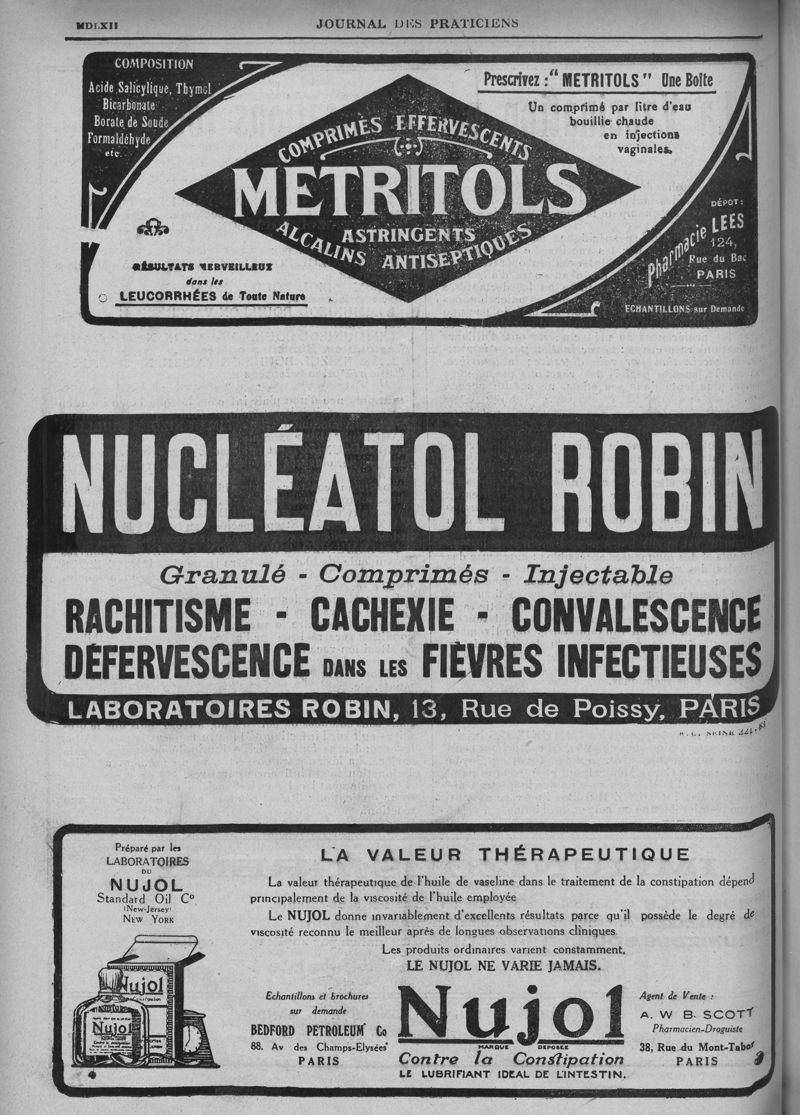 MDLXII
JOURNAL DES PRATICIENS
COMPOSITION
Acide Salicylique, Thymol
Bicarbonate
Borate de Soude
Formaldéhyde
etc.
Prescrivez : " METRITOLS " Une Boîte
Un comprimé par litre d'eau
bouillie chaude
en injections
vaginales.
COMPRIMÉS EFFERVESCENTS
METRITOLS
ASTRINGENTS
ALCALINS ANTISEPTIQUES
RÉSULTATS MERVEILLEUX
dans les
LEUCORRHÉES de Toute Nature
DÉPOT:
Pharmacie LEES
124,
Rue du Bac
PARIS
ECHANTILLONS sur Demande
NUCLÉATOL ROBIN
Granulé - Comprimés - Injectable
RACHITISME - CACHEXIE - CONVALESCENCE
DÉFERVESCENCE DANS LES FIÈVRES INFECTIEUSES
LABORATOIRES ROBIN, 13, Rue de Poissy, PARIS
SEINE
Préparé par les
LABORATOIRES
DU
NUJOL
Standard Oil Co
(New-Jersey)
NEW YORK
Nujol
Nujol
LA VALEUR THÉRAPEUTIQUE
La valeur thérapeutique de l'huile de vaseline dans le traitement de la constipation dépend
principalement de la viscosité de l'huile employée
Le NUJOL donne invariablement d'excellents résultats parce qu'il possède le degré de
viscosité reconnu le meilleur après de longues observations cliniques
Les produits ordinaires varient constamment,
LE NUJOL NE VARIE JAMAIS.
Echantillons et brochures
sur demande
BEDFORD PETROLEUM Co
88. Av des Champs-Elysées
PARIS
Nujol
MARQUE DÉPOSÉE
Contre la Constipation
LE LUBRIFIANT IDEAL DE L'INTESTIN.
Agent de Vente :
A. W B. SCOTT
Pharmacien-Droguiste
38, Rue du Mont-Tabor
PARIS